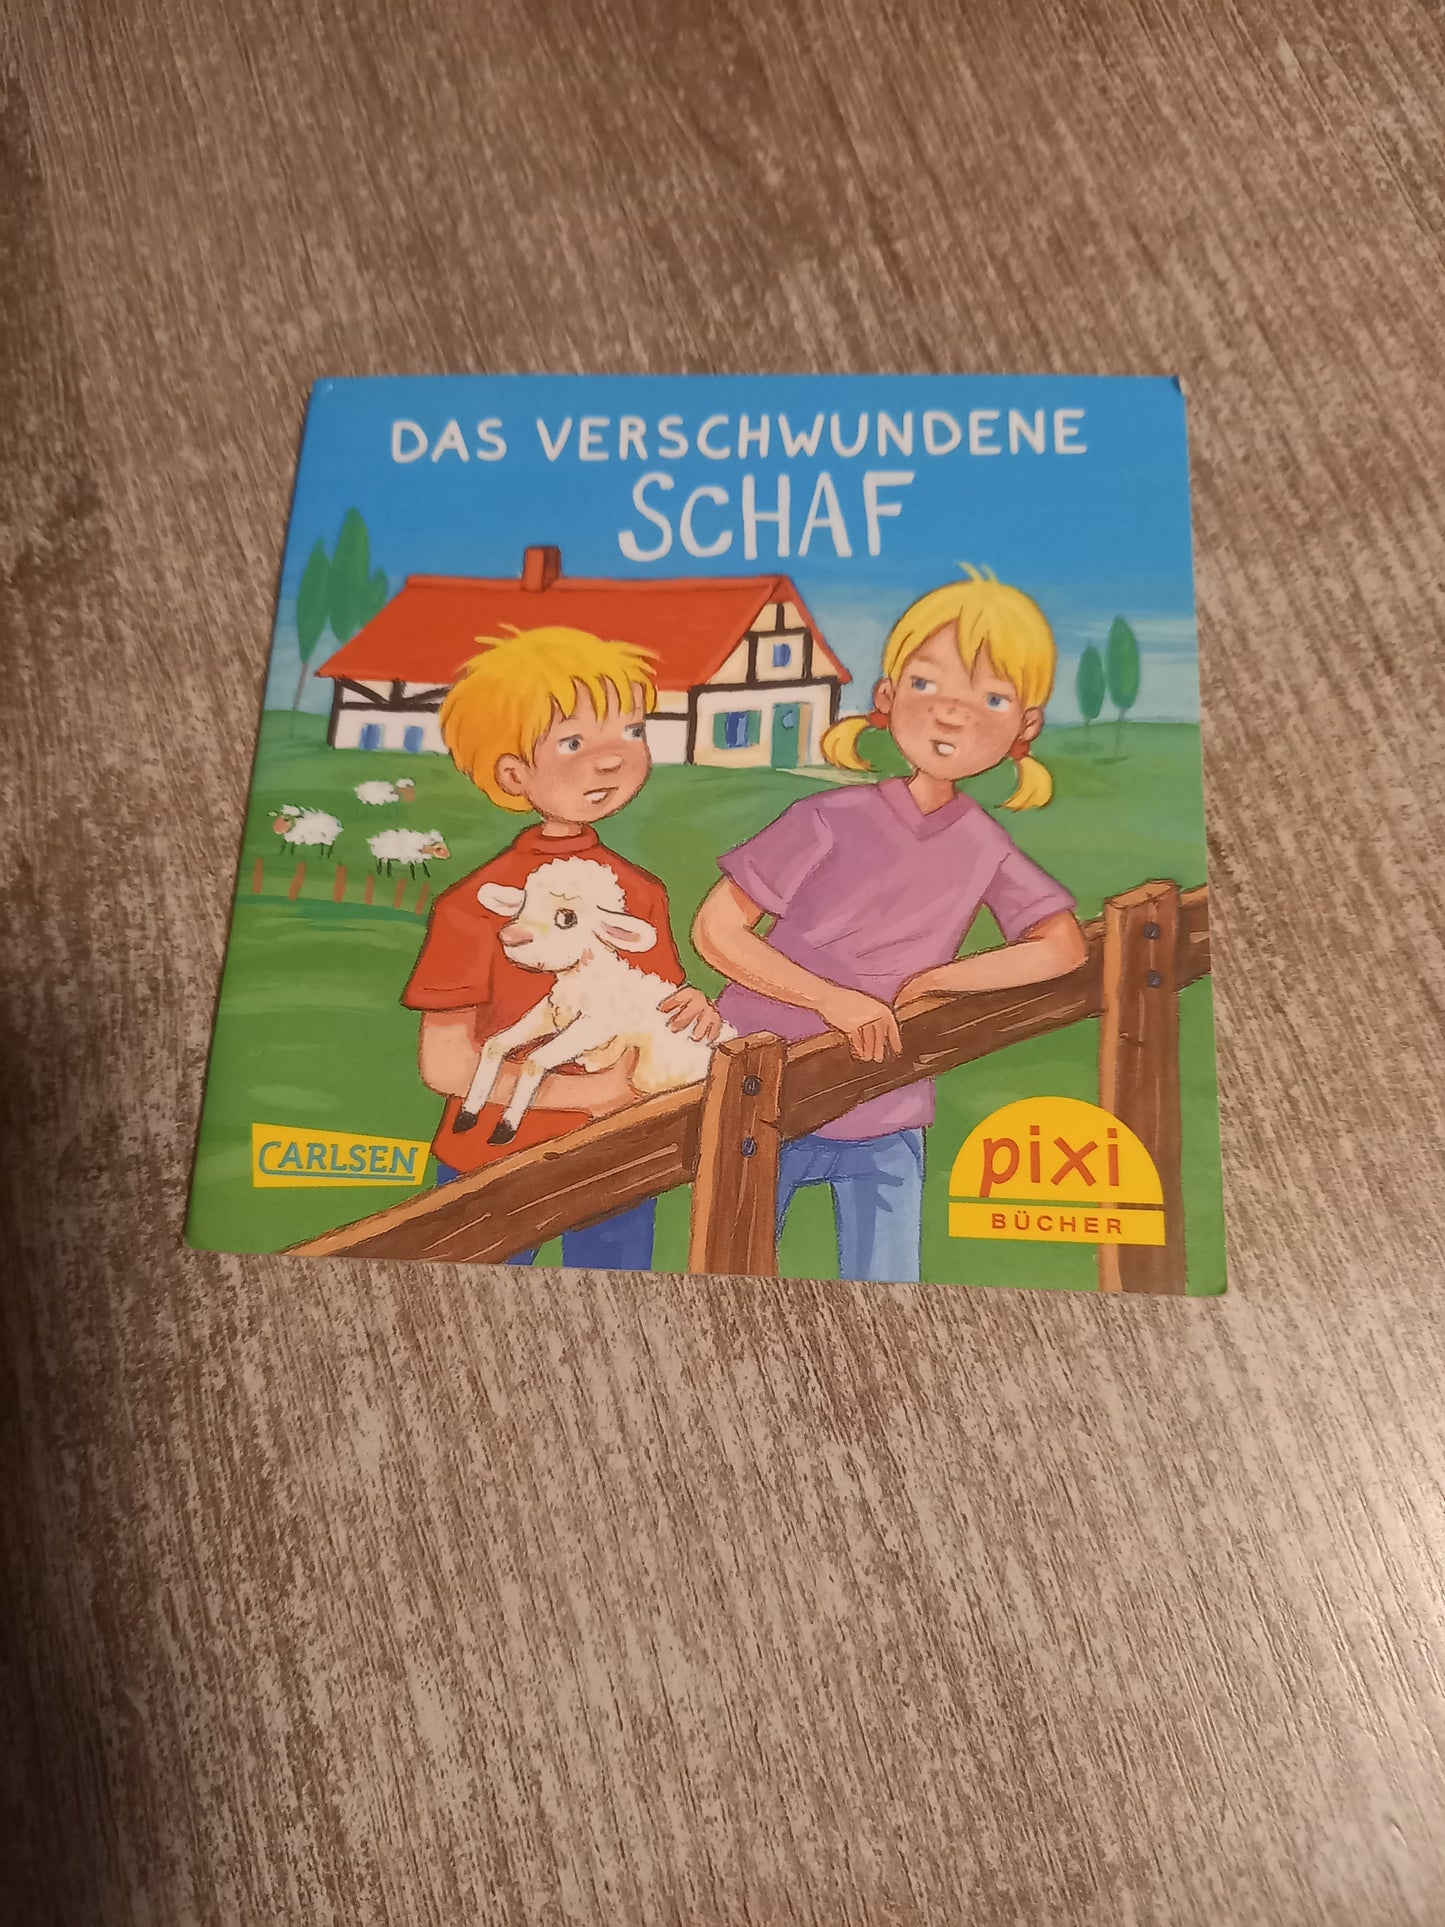 DAS VERSCHWUNDENE
SCHAF
CARLSEN
pixi
BÜCHER